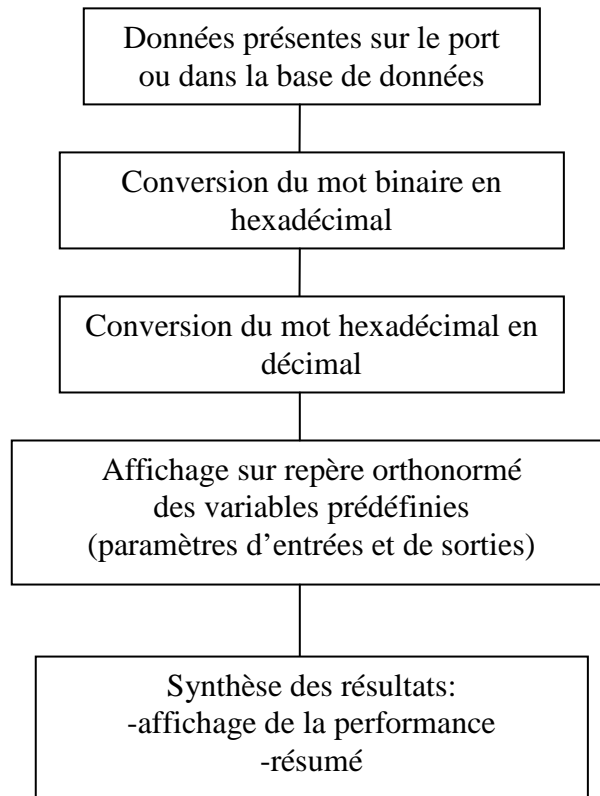 Données présentes sur le port
ou dans la base de données
Conversion du mot binaire en
hexadécimal
Conversion du mot hexadécimal en
décimal
Affichage sur repère orthonormé
des variables prédéfinies
(paramètres d’entrées et de sorties)
Synthèse des résultats:
-affichage de la performance
-résumé